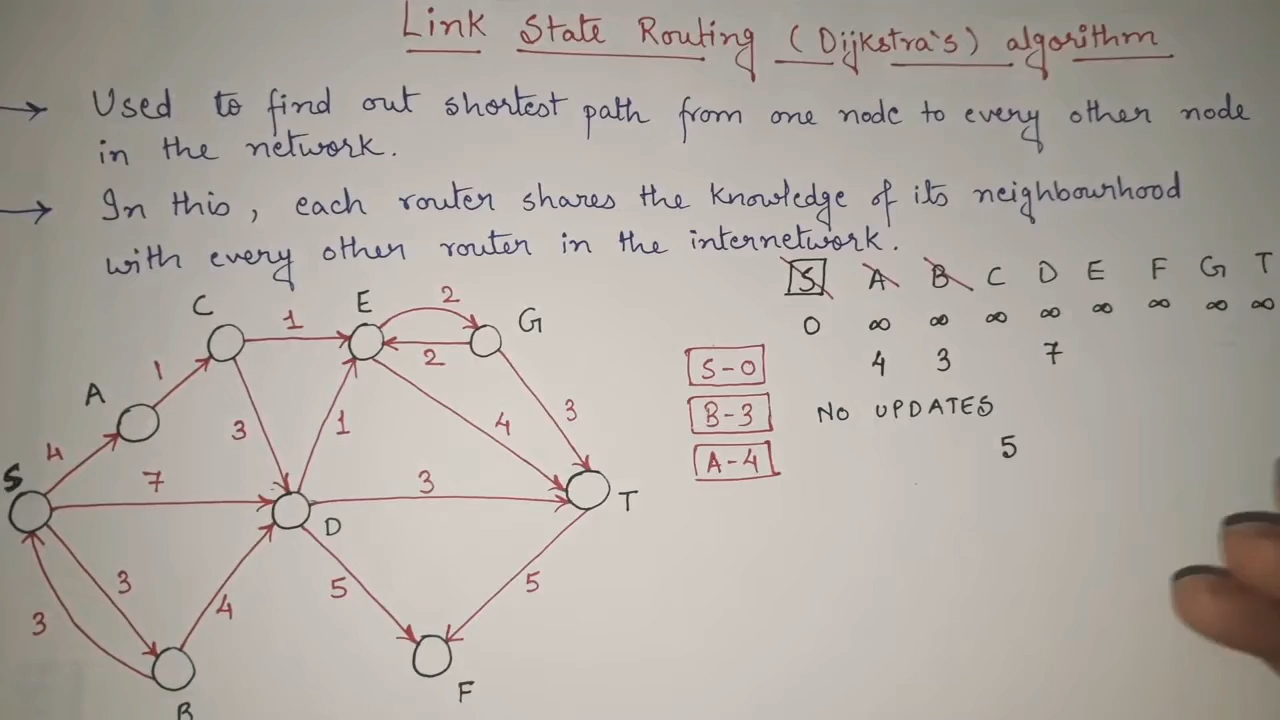 Link State Routing (Dijkstra's) algorithm
→ Used to find out shortest path from one node to every other node
in the network.
→ In this, each router shares the knowledge of its neighbourhood
with every other router in the internetwork.
S A B C D E F G T
0 ∞ ∞ ∞ ∞ ∞ ∞ ∞ ∞
S-0 4 3 7
B-3 NO UPDATES
A-4 5
C 1 E 2 G
2
A 1
4 3 1 4 3
S 7 3 T
D
3 4 5 5
3
B F